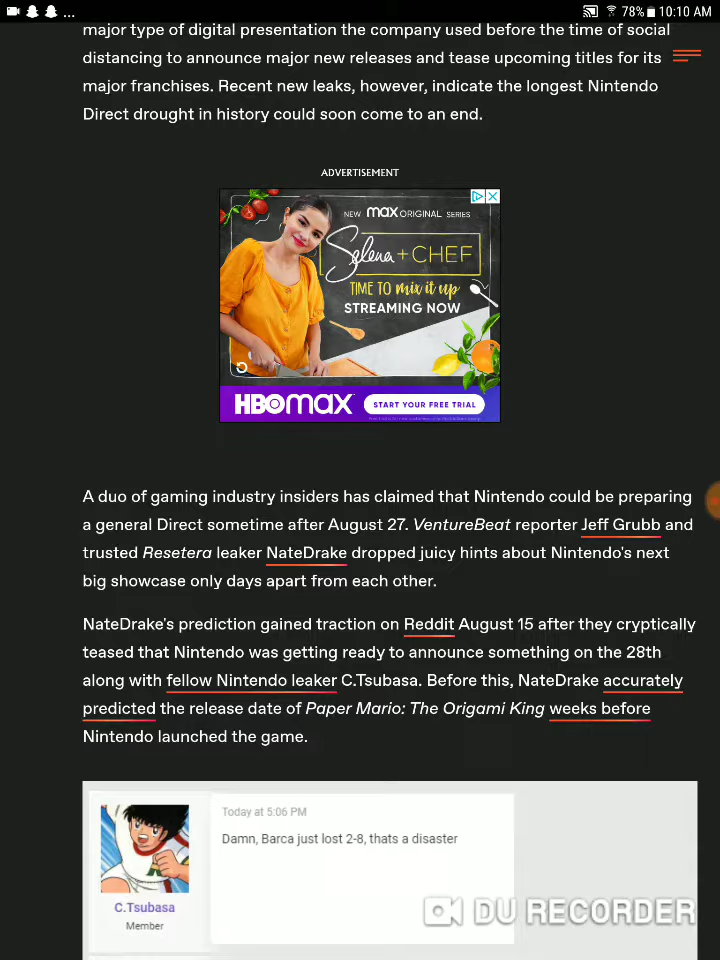 ... 78% 10:10 AM
major type of digital presentation the company used before the time of social
distancing to announce major new releases and tease upcoming titles for its
major franchises. Recent new leaks, however, indicate the longest Nintendo
Direct drought in history could soon come to an end.
ADVERTISEMENT
NEW max ORIGINAL SERIES
Selena + CHEF
TIME TO mix it up
STREAMING NOW
HBOmax START YOUR FREE TRIAL
A duo of gaming industry insiders has claimed that Nintendo could be preparing
a general Direct sometime after August 27. VentureBeat reporter Jeff Grubb and
trusted Resetera leaker NateDrake dropped juicy hints about Nintendo's next
big showcase only days apart from each other.
NateDrake's prediction gained traction on Reddit August 15 after they cryptically
teased that Nintendo was getting ready to announce something on the 28th
along with fellow Nintendo leaker C.Tsubasa. Before this, NateDrake accurately
predicted the release date of Paper Mario: The Origami King weeks before
Nintendo launched the game.
Today at 5:06 PM
Damn, Barca just lost 2-8, thats a disaster
C.Tsubasa
Member
DU RECORDER